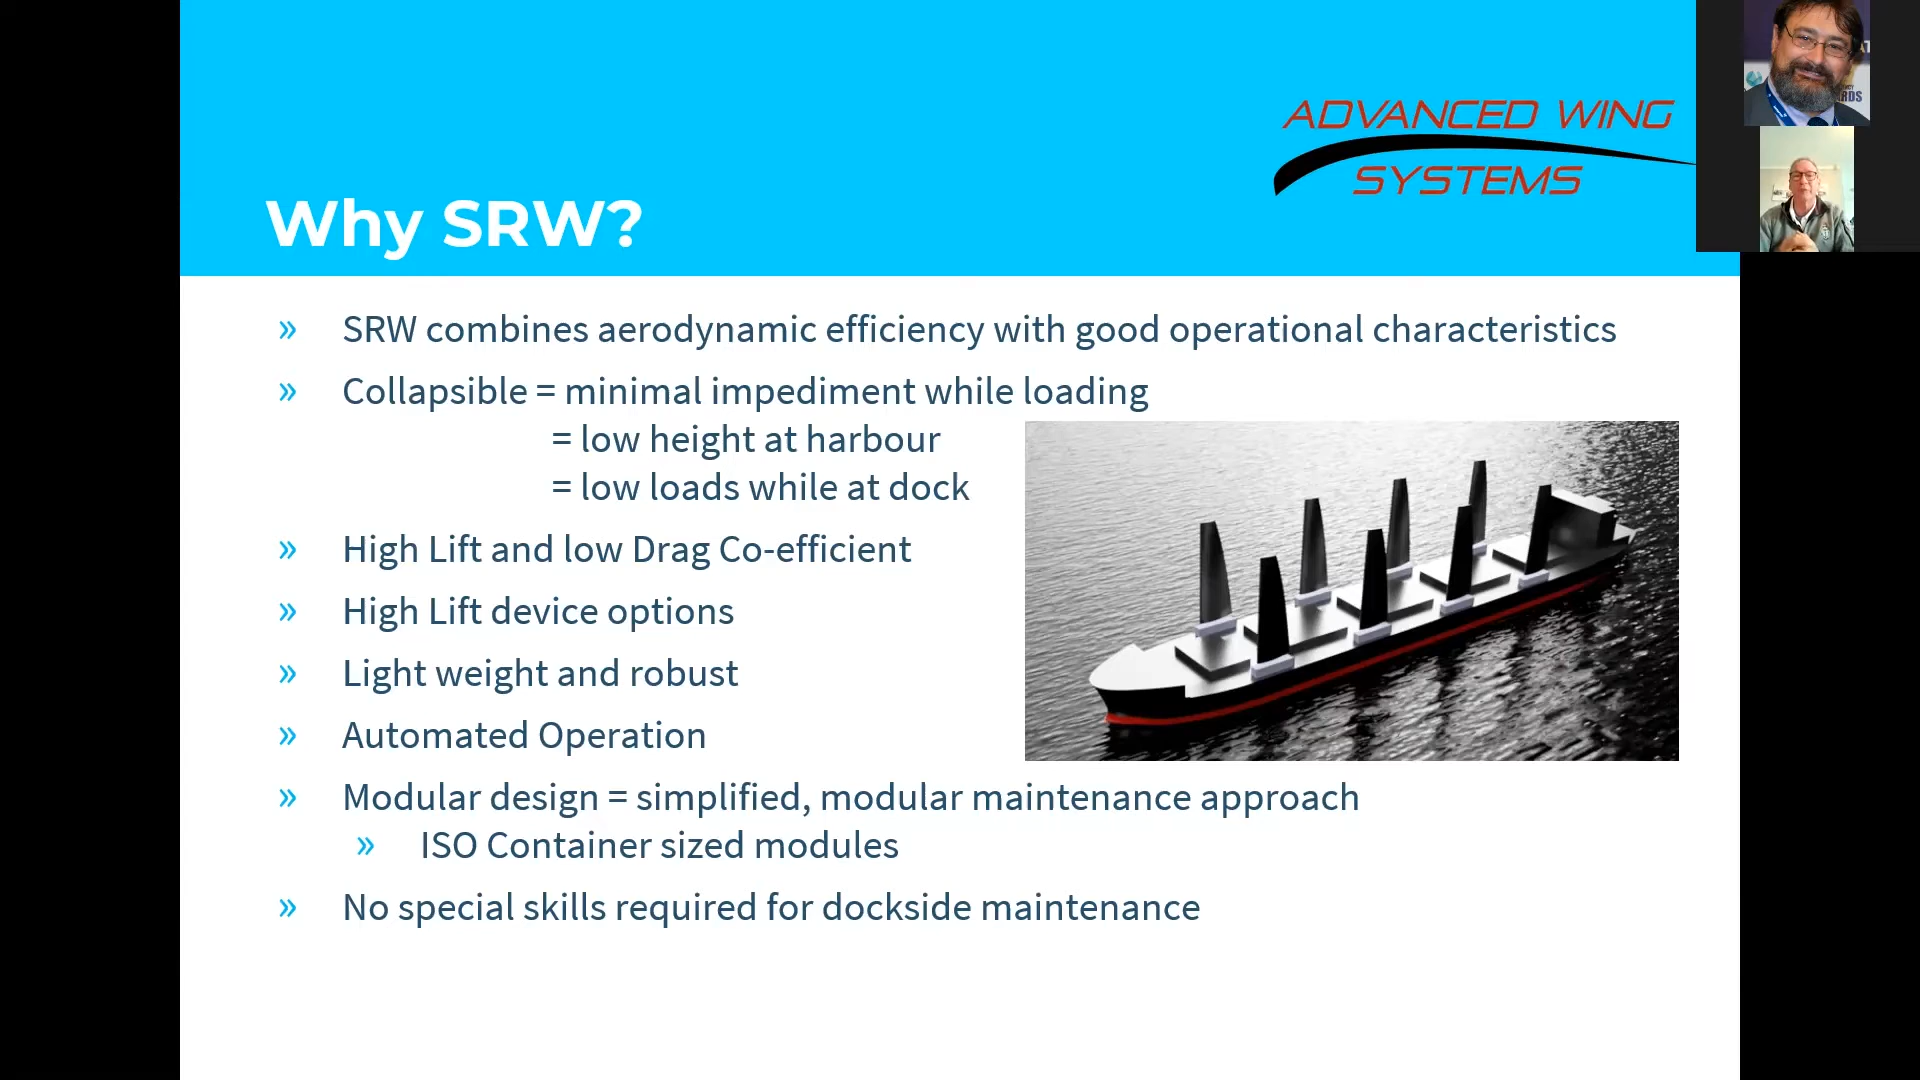 ADVANCED WING
SYSTEMS
Why SRW?
» SRW combines aerodynamic efficiency with good operational characteristics
» Collapsible = minimal impediment while loading
= low height at harbour
= low loads while at dock
» High Lift and low Drag Co-efficient
» High Lift device options
» Light weight and robust
» Automated Operation
» Modular design = simplified, modular maintenance approach
» ISO Container sized modules
» No special skills required for dockside maintenance